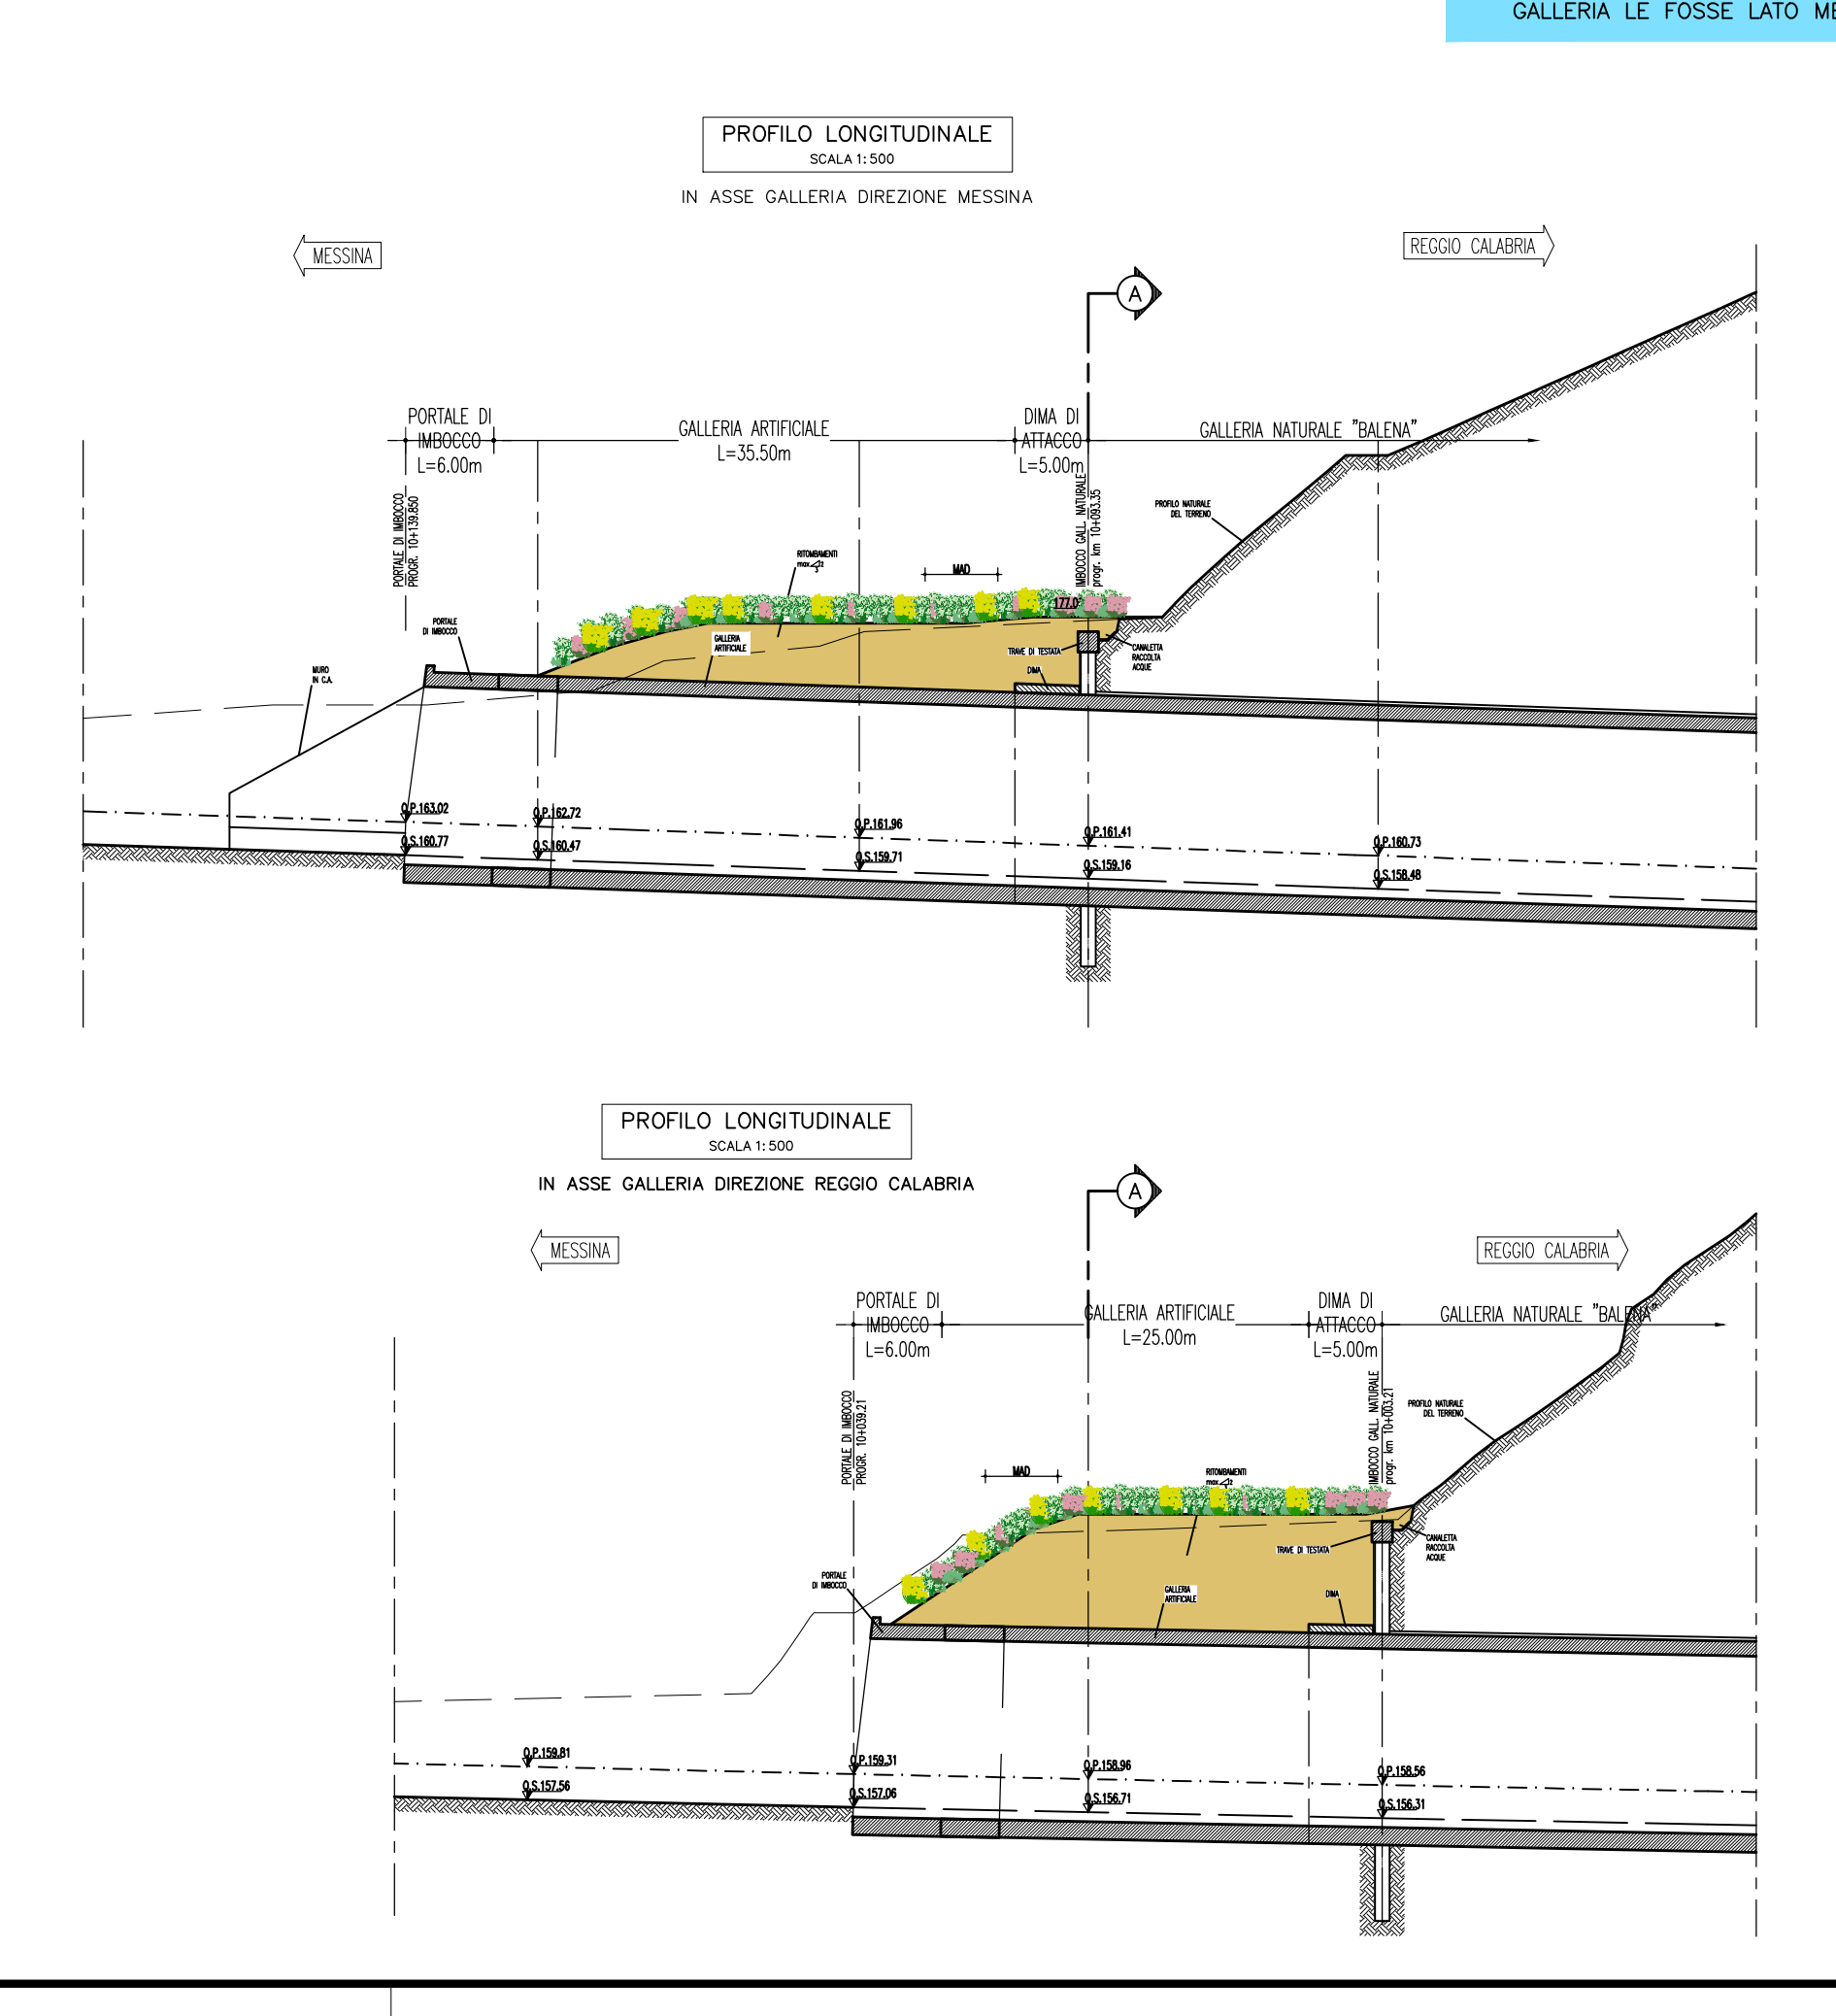 GALLERIA LE FOSSE LATO ME
PROFILO LONGITUDINALE
SCALA 1:500
IN ASSE GALLERIA DIREZIONE MESSINA
MESSINA
REGGIO CALABRIA
A
PORTALE DI
IMBOCCO
L=6.00m
GALLERIA ARTIFICIALE
L=35.50m
DIMA DI
ATTACCO
L=5.00m
GALLERIA NATURALE "BALENA"
PORTALE DI IMBOCCO
PROGR. 10+139.850
IMBOCCO GALL. NATURALE
progr. km 10+093.35
PROFILO NATURALE
DEL TERRENO
RITOMBAMENTI
max 2
3
MAD
177.0
PORTALE
DI IMBOCCO
GALLERIA
ARTIFICIALE
TRAVE DI TESTATA
CANALETTA
RACCOLTA
ACQUE
DIMA
MURO
IN C.A.
Q.P.163.02
Q.P.162.72
Q.P.161.96
Q.P.161.41
Q.P.160.73
Q.S.160.77
Q.S.160.47
Q.S.159.71
Q.S.159.16
Q.S.158.48
PROFILO LONGITUDINALE
SCALA 1:500
IN ASSE GALLERIA DIREZIONE REGGIO CALABRIA
A
MESSINA
REGGIO CALABRIA
PORTALE DI
IMBOCCO
L=6.00m
GALLERIA ARTIFICIALE
L=25.00m
DIMA DI
ATTACCO
L=5.00m
GALLERIA NATURALE "BALENA"
PORTALE DI IMBOCCO
PROGR. 10+039.21
IMBOCCO GALL. NATURALE
progr. km 10+003.21
PROFILO NATURALE
DEL TERRENO
MAD
RITOMBAMENTI
max 2
TRAVE DI TESTATA
CANALETTA
RACCOLTA
ACQUE
PORTALE
DI IMBOCCO
GALLERIA
ARTIFICIALE
DIMA
Q.P.159.81
Q.P.159.31
Q.P.158.96
Q.P.158.56
Q.S.157.56
Q.S.157.06
Q.S.156.71
Q.S.156.31